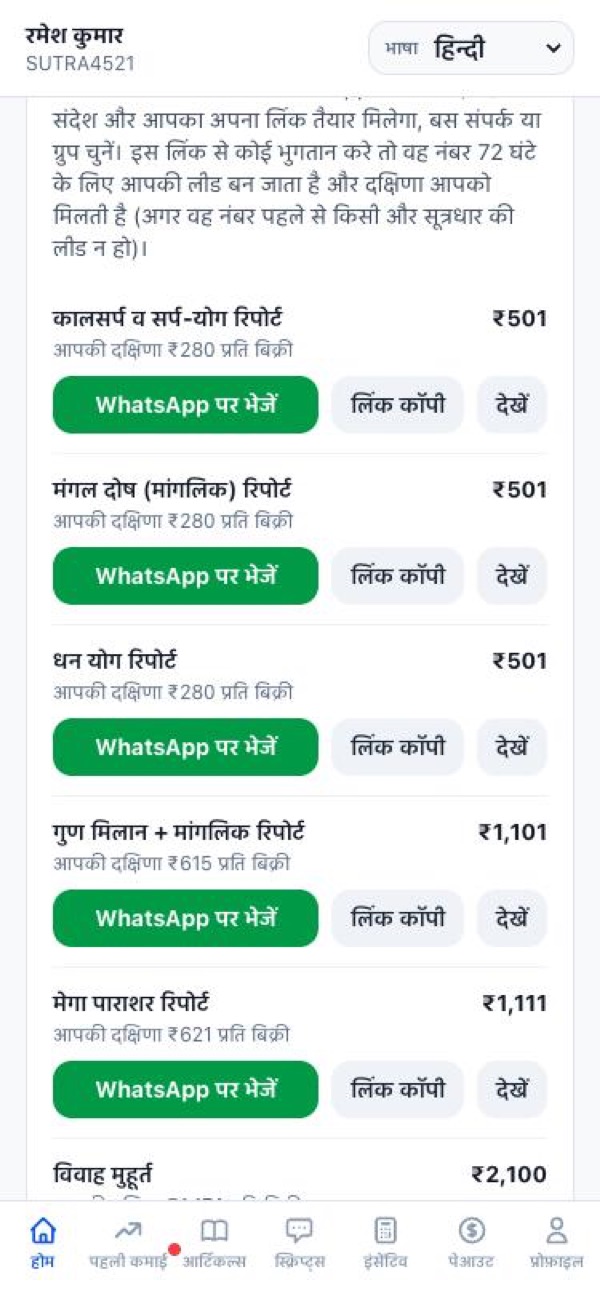 रमेश कुमार
SUTRA4521
भाषा हिन्दी
संदेश और आपका अपना लिंक तैयार मिलेगा, बस संपर्क या
ग्रुप चुनें। इस लिंक से कोई भुगतान करे तो वह नंबर 72 घंटे
के लिए आपकी लीड बन जाता है और दक्षिणा आपको
मिलती है (अगर वह नंबर पहले से किसी और सूत्रधार की
लीड न हो)।
कालसर्प व सर्प-योग रिपोर्ट ₹501
आपकी दक्षिणा ₹280 प्रति बिक्री
WhatsApp पर भेजें लिंक कॉपी देखें
मंगल दोष (मांगलिक) रिपोर्ट ₹501
आपकी दक्षिणा ₹280 प्रति बिक्री
WhatsApp पर भेजें लिंक कॉपी देखें
धन योग रिपोर्ट ₹501
आपकी दक्षिणा ₹280 प्रति बिक्री
WhatsApp पर भेजें लिंक कॉपी देखें
गुण मिलान + मांगलिक रिपोर्ट ₹1,101
आपकी दक्षिणा ₹615 प्रति बिक्री
WhatsApp पर भेजें लिंक कॉपी देखें
मेगा पाराशर रिपोर्ट ₹1,111
आपकी दक्षिणा ₹621 प्रति बिक्री
WhatsApp पर भेजें लिंक कॉपी देखें
विवाह मुहूर्त ₹2,100
होम पहली कमाई आर्टिकल्स स्क्रिप्ट्स इंसेंटिव पेआउट प्रोफ़ाइल